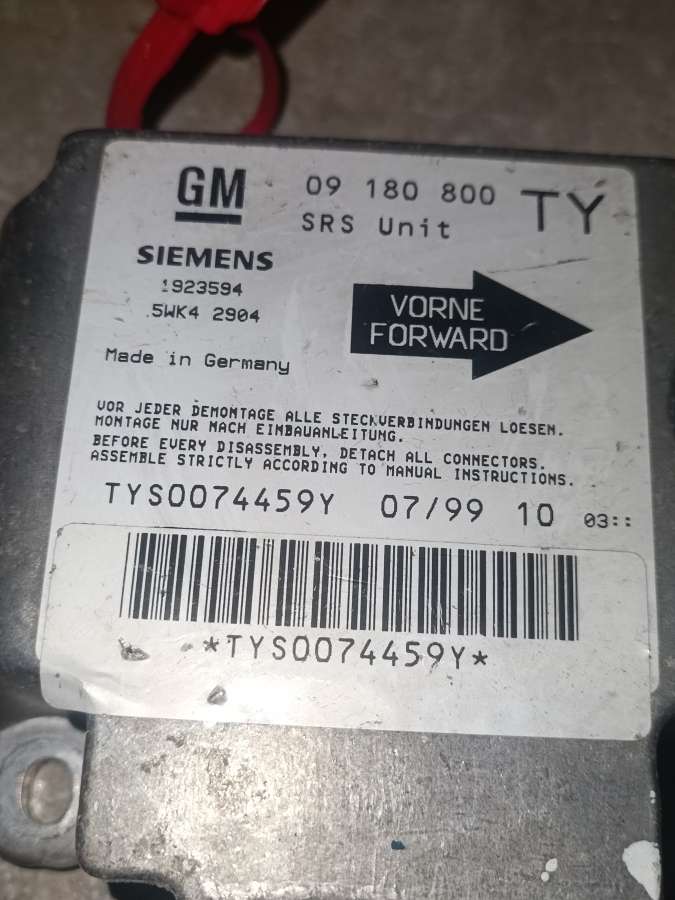 GM 09 180 800 TY
SRS Unit
SIEMENS
1923594
5WK4 2904
VORNE
FORWARD
Made in Germany
VOR JEDER DEMONTAGE ALLE STECKVERBINDUNGEN LOESEN.
MONTAGE NUR NACH EINBAUANLEITUNG.
BEFORE EVERY DISASSEMBLY, DETACH ALL CONNECTORS.
ASSEMBLE STRICTLY ACCORDING TO MANUAL INSTRUCTIONS.
TYS0074459Y 07/99 10 03::
*TYS0074459Y*